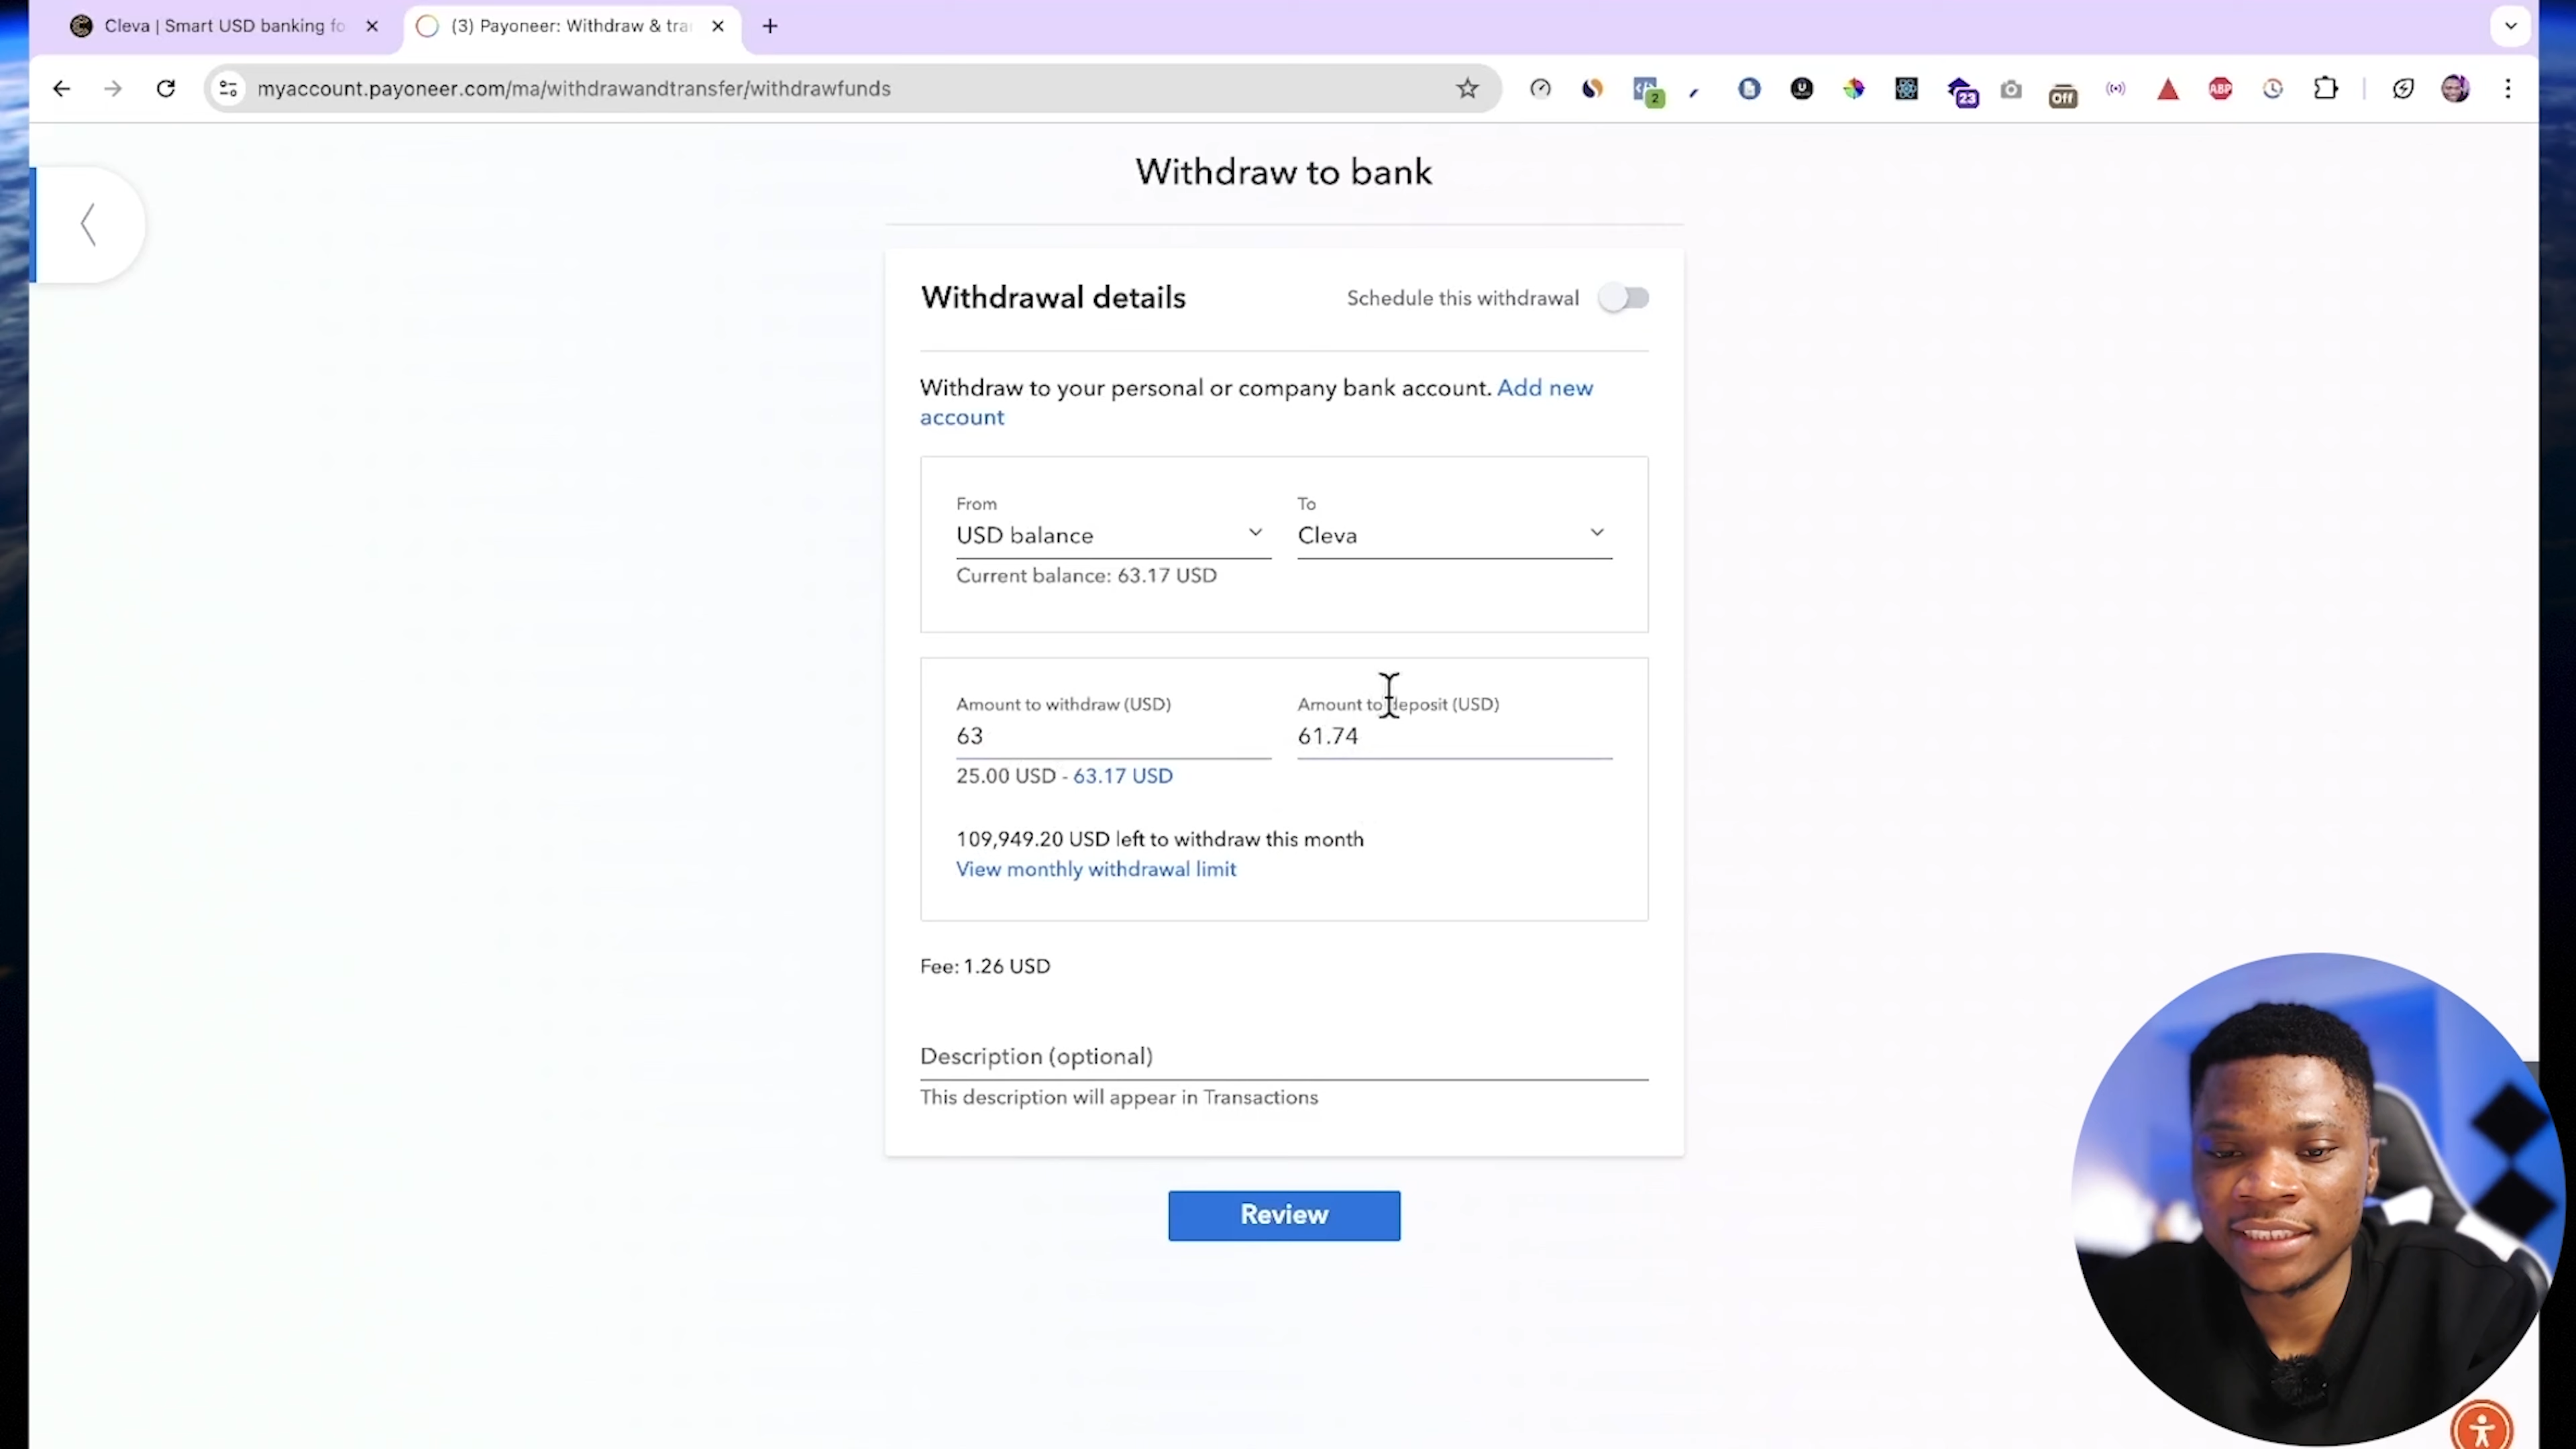 Cleva | Smart USD banking fo
(3) Payoneer: Withdraw & tra
myaccount.payoneer.com/ma/withdrawandtransfer/withdrawfunds
2
23
Off
ABP
Withdraw to bank
Withdrawal details
Schedule this withdrawal
Withdraw to your personal or company bank account. Add new
account
From
To
USD balance
Cleva
Current balance: 63.17 USD
Amount to withdraw (USD)
Amount to deposit (USD)
63
61.74
25.00 USD - 63.17 USD
109,949.20 USD left to withdraw this month
View monthly withdrawal limit
Fee: 1.26 USD
Description (optional)
This description will appear in Transactions
Review